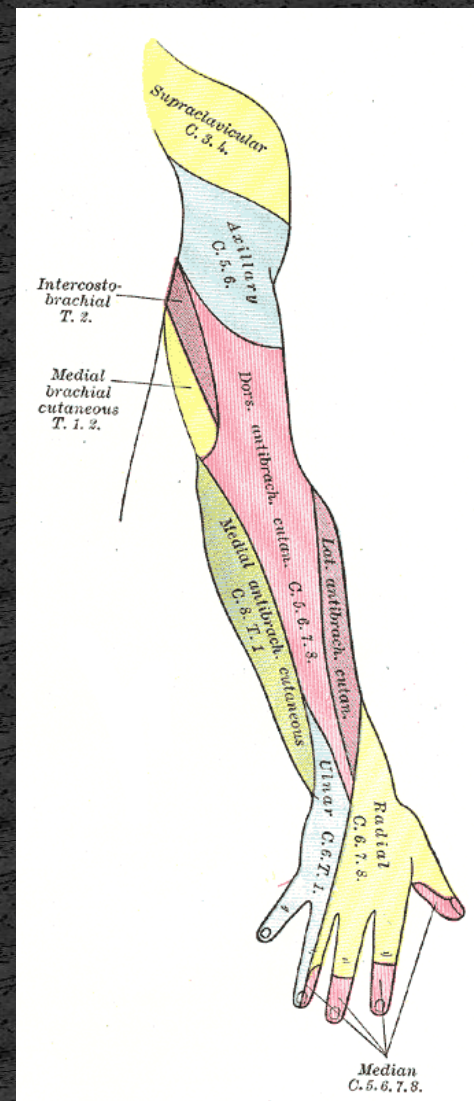 Supraclavicular
C. 3. 4.
Axillary
C. 5. 6.
Intercosto-
brachial
T. 2.
Medial
brachial
cutaneous
T. 1. 2.
Dors. antibrach. cutan. C. 5. 6. 7. 8.
Lat. antibrach. cutan.
Medial antibrach. cutaneous
C. 8. T. 1
Ulnar C. 6. T. 1.
Radial
C. 6. 7. 8.
Median
C. 5. 6. 7. 8.